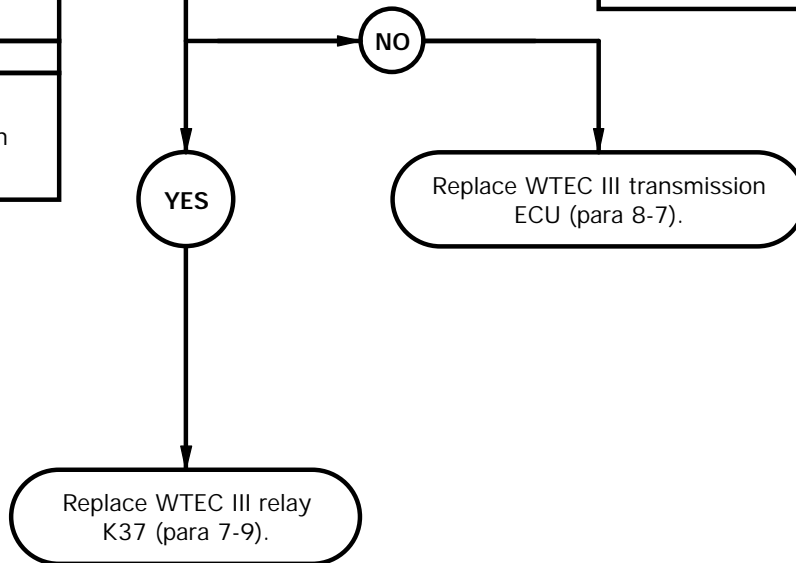 NO
YES
Replace WTEC III transmission
ECU (para 8-7).
Replace WTEC III relay
K37 (para 7-9).